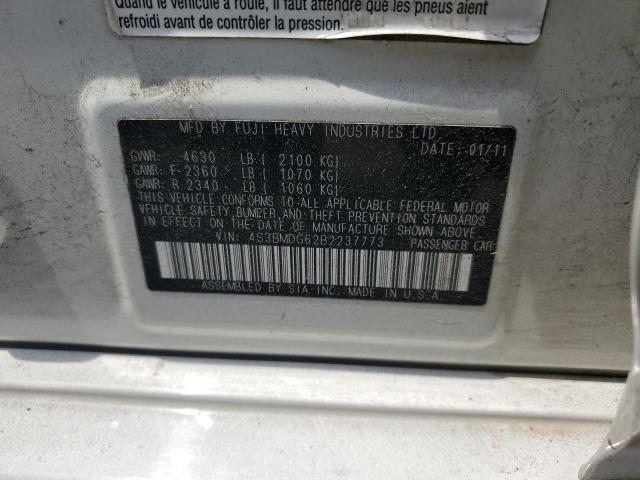 Quand le véhicule a roulé, il faut attendre que les pneus aient
refroidi avant de contrôler la pression.
MFD BY FUJI HEAVY INDUSTRIES LTD.
DATE: 01/11
GVWR: 4630 LB ( 2100 KG)
GAWR: F-2360 LB ( 1070 KG)
GAWR: R 2340 LB ( 1060 KG)
THIS VEHICLE CONFORMS TO ALL APPLICABLE FEDERAL MOTOR
VEHICLE SAFETY, BUMPER, AND THEFT PREVENTION STANDARDS
IN EFFECT ON THE DATE OF MANUFACTURE SHOWN ABOVE.
VIN: 4S3BMDG62B2237773 PASSENGER CAR
ASSEMBLED BY SIA INC. MADE IN U.S.A.